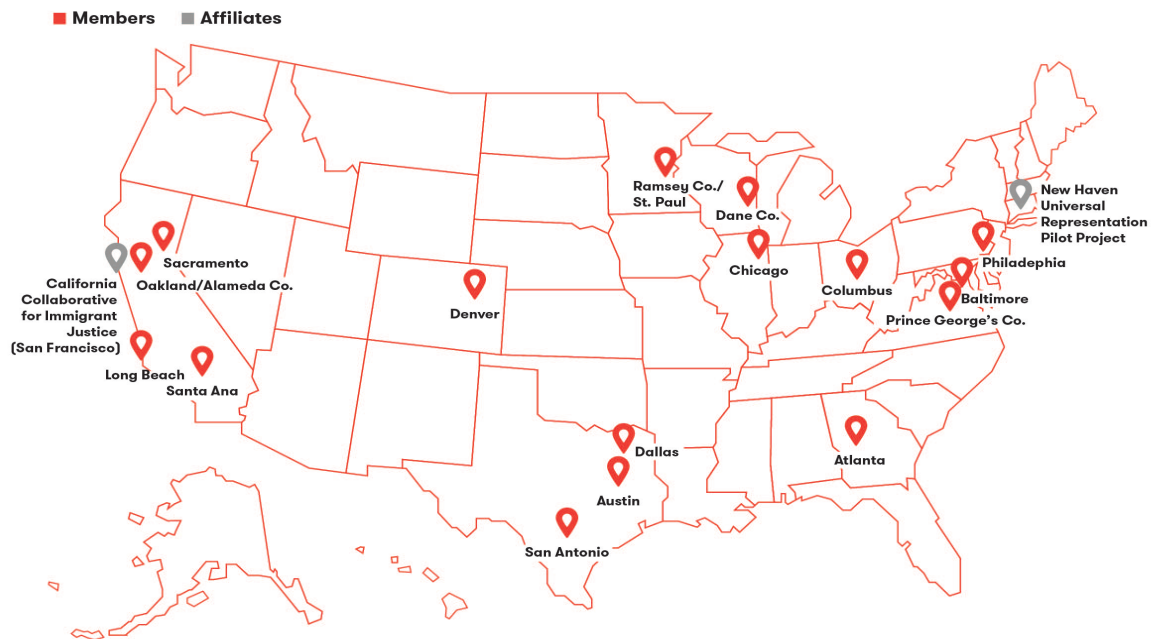 Members
Affiliates
Ramsey Co./
St. Paul
Dane Co.
New Haven
Universal
Representation
Pilot Project
Sacramento
Oakland/Alameda Co.
California
Collaborative
for Immigrant
Justice
(San Francisco)
Long Beach
Santa Ana
Denver
Chicago
Columbus
Philadephia
Baltimore
Prince George's Co.
Dallas
Austin
San Antonio
Atlanta